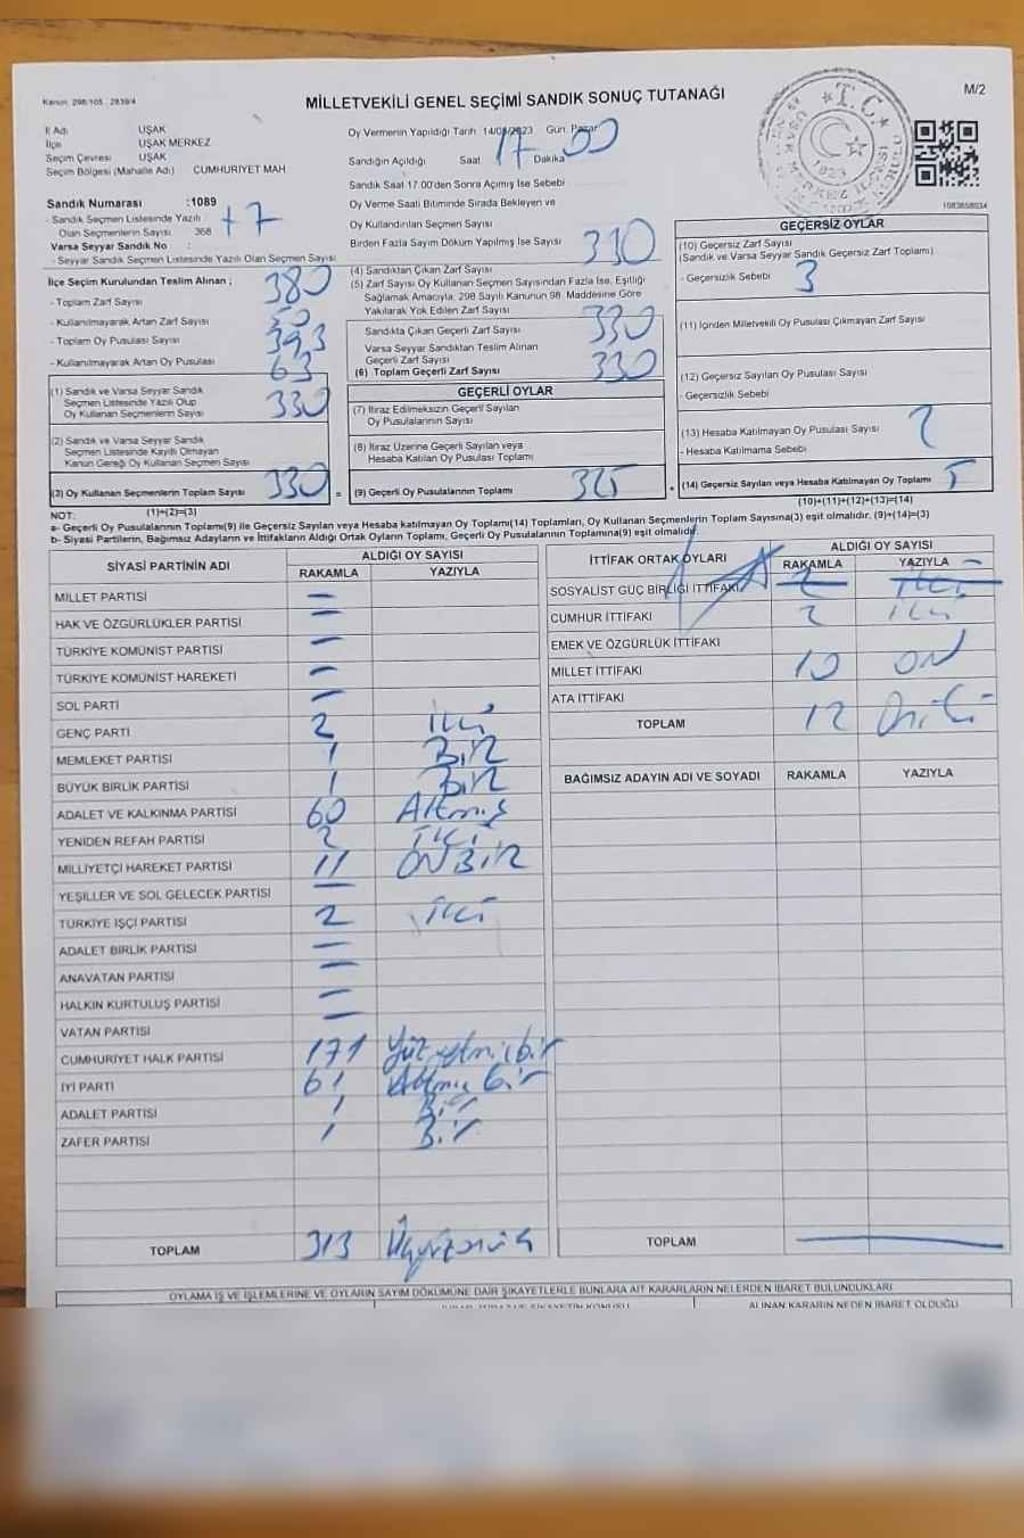 Kanun: 298/105 - 2839/4
MİLLETVEKİLİ GENEL SEÇİMİ SANDIK SONUÇ TUTANAĞI
M/2
İl Adı UŞAK
İlçe UŞAK MERKEZ
Seçim Çevresi UŞAK
Seçim Bölgesi (Mahalle Adı) CUMHURİYET MAH
Sandık Numarası :1089
- Sandık Seçmen Listesinde Yazılı
Olan Seçmenlerin Sayısı 368 +7
Varsa Seyyar Sandık No :
- Seyyar Sandık Seçmen Listesinde Yazılı Olan Seçmen Sayısı
İlçe Seçim Kurulundan Teslim Alınan ;
- Toplam Zarf Sayısı 380
- Kullanılmayarak Artan Zarf Sayısı 50
- Toplam Oy Pusulası Sayısı 393
- Kullanılmayarak Artan Oy Pusulası 63
(1) Sandık ve Varsa Seyyar Sandık
Seçmen Listesinde Yazılı Olup
Oy Kullanan Seçmenlerin Sayısı 330
(2) Sandık ve Varsa Seyyar Sandık
Seçmen Listesinde Kayıtlı Olmayan
Kanun Gereği Oy Kullanan Seçmen Sayısı
(3) Oy Kullanan Seçmenlerin Toplam Sayısı 330 =
Oy Vermenin Yapıldığı Tarih 14/05/2023 Gün: Pazar
Sandığın Açıldığı Saat 17 Dakika 00
Sandık Saat 17.00'den Sonra Açılmış İse Sebebi
Oy Verme Saati Bitiminde Sırada Bekleyen ve
Oy Kullandırılan Seçmen Sayısı
Birden Fazla Sayım Döküm Yapılmış İse Sayısı
(4) Sandıktan Çıkan Zarf Sayısı 330
(5) Zarf Sayısı Oy Kullanan Seçmen Sayısından Fazla İse, Eşitliği
Sağlamak Amacıyla, 298 Sayılı Kanunun 98. Maddesine Göre
Yakılarak Yok Edilen Zarf Sayısı
Sandıkta Çıkan Geçerli Zarf Sayısı 330
Varsa Seyyar Sandıktan Teslim Alınan
Geçerli Zarf Sayısı
(6) Toplam Geçerli Zarf Sayısı 330
GEÇERLİ OYLAR
(7) İtiraz Edilmeksizin Geçerli Sayılan
Oy Pusulalarının Sayısı
(8) İtiraz Üzerine Geçerli Sayılan veya
Hesaba Katılan Oy Pusulası Toplamı
(9) Geçerli Oy Pusulalarının Toplamı 325 +
T.C.
1923
1083658034
GEÇERSİZ OYLAR
(10) Geçersiz Zarf Sayısı
(Sandık ve Varsa Seyyar Sandık Geçersiz Zarf Toplamı)
- Geçersizlik Sebebi 3
(11) İçinden Milletvekili Oy Pusulası Çıkmayan Zarf Sayısı
(12) Geçersiz Sayılan Oy Pusulası Sayısı
- Geçersizlik Sebebi
(13) Hesaba Katılmayan Oy Pusulası Sayısı 2
- Hesaba Katılmama Sebebi
(14) Geçersiz Sayılan veya Hesaba Katılmayan Oy Toplamı 5
NOT: (1)+(2)=(3)
(10)+(11)+(12)+(13)=(14)
a- Geçerli Oy Pusulalarının Toplamı(9) ile Geçersiz Sayılan veya Hesaba katılmayan Oy Toplamı(14) Toplamları, Oy Kullanan Seçmenlerin Toplam Sayısına(3) eşit olmalıdır. (9)+(14)=(3)
b- Siyasi Partilerin, Bağımsız Adayların ve İttifakların Aldığı Ortak Oyların Toplamı, Geçerli Oy Pusulalarının Toplamına(9) eşit olmalıdır.
SİYASİ PARTİNİN ADI ALDIĞI OY SAYISI
RAKAMLA YAZIYLA
MİLLET PARTİSİ –
HAK VE ÖZGÜRLÜKLER PARTİSİ –
TÜRKİYE KOMÜNİST PARTİSİ –
TÜRKİYE KOMÜNİST HAREKETİ –
SOL PARTİ –
GENÇ PARTİ 2 İki
MEMLEKET PARTİSİ 1 Bir
BÜYÜK BİRLİK PARTİSİ 1 Bir
ADALET VE KALKINMA PARTİSİ 60 Altmış
YENİDEN REFAH PARTİSİ 2 İki
MİLLİYETÇİ HAREKET PARTİSİ 11 ON BİR
YEŞİLLER VE SOL GELECEK PARTİSİ –
TÜRKİYE İŞÇİ PARTİSİ 2 İki
ADALET BİRLİK PARTİSİ –
ANAVATAN PARTİSİ –
HALKIN KURTULUŞ PARTİSİ –
VATAN PARTİSİ –
CUMHURİYET HALK PARTİSİ 171 Yüz yetmiş bir
İYİ PARTİ 61 Altmış bir
ADALET PARTİSİ 1 Bir
ZAFER PARTİSİ 1 Bir
TOPLAM 313
İTTİFAK ORTAK OYLARI ALDIĞI OY SAYISI
RAKAMLA YAZIYLA
SOSYALİST GÜÇ BİRLİĞİ İTTİFAKI 2 İki
CUMHUR İTTİFAKI 2 İki
EMEK VE ÖZGÜRLÜK İTTİFAKI
MİLLET İTTİFAKI 10 ON
ATA İTTİFAKI
TOPLAM 12 On iki
BAĞIMSIZ ADAYIN ADI VE SOYADI RAKAMLA YAZIYLA
TOPLAM
OYLAMA İŞ VE İŞLEMLERİNE VE OYLARIN SAYIM DÖKÜMÜNE DAİR ŞİKAYETLERLE BUNLARA AİT KARARLARIN NELERDEN İBARET BULUNDUKLARI
ALINAN KARARIN NEDEN İBARET OLDUĞU